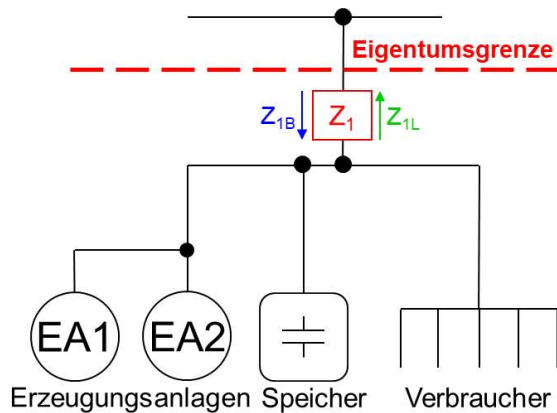 Eigentumsgrenze
Z1B Z1 Z1L
EA1 EA2
Erzeugungsanlagen Speicher Verbraucher